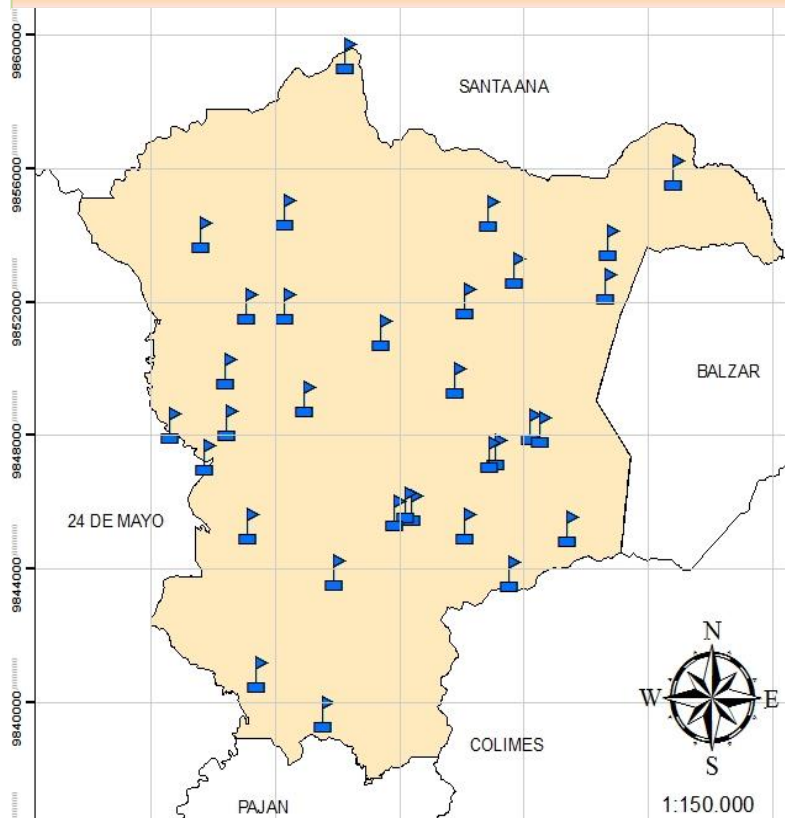 9860000
SANTA ANA
9856000
9852000
BALZAR
9848000
24 DE MAYO
9844000
N
W E
S
9840000
COLIMES
PAJAN
1:150.000